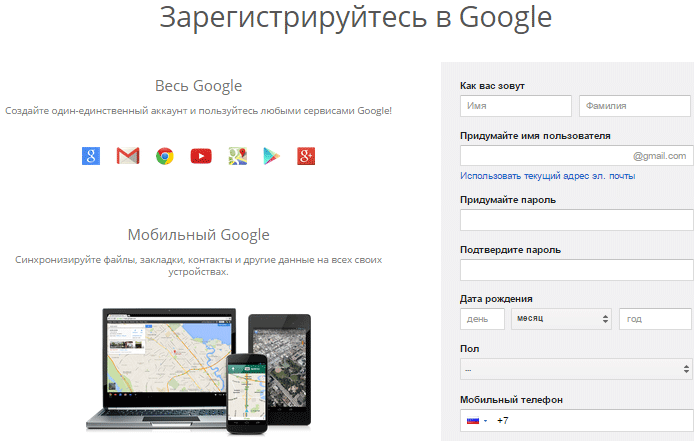 Зарегистрируйтесь в Google
Весь Google
Создайте один-единственный аккаунт и пользуйтесь любыми сервисами Google!
Мобильный Google
Синхронизируйте файлы, закладки, контакты и другие данные на всех своих
устройствах.
Как вас зовут
Имя
Фамилия
Придумайте имя пользователя
@gmail.com
Использовать текущий адрес эл. почты
Придумайте пароль
Подтвердите пароль
Дата рождения
день
месяц
год
Пол
...
Мобильный телефон
+7